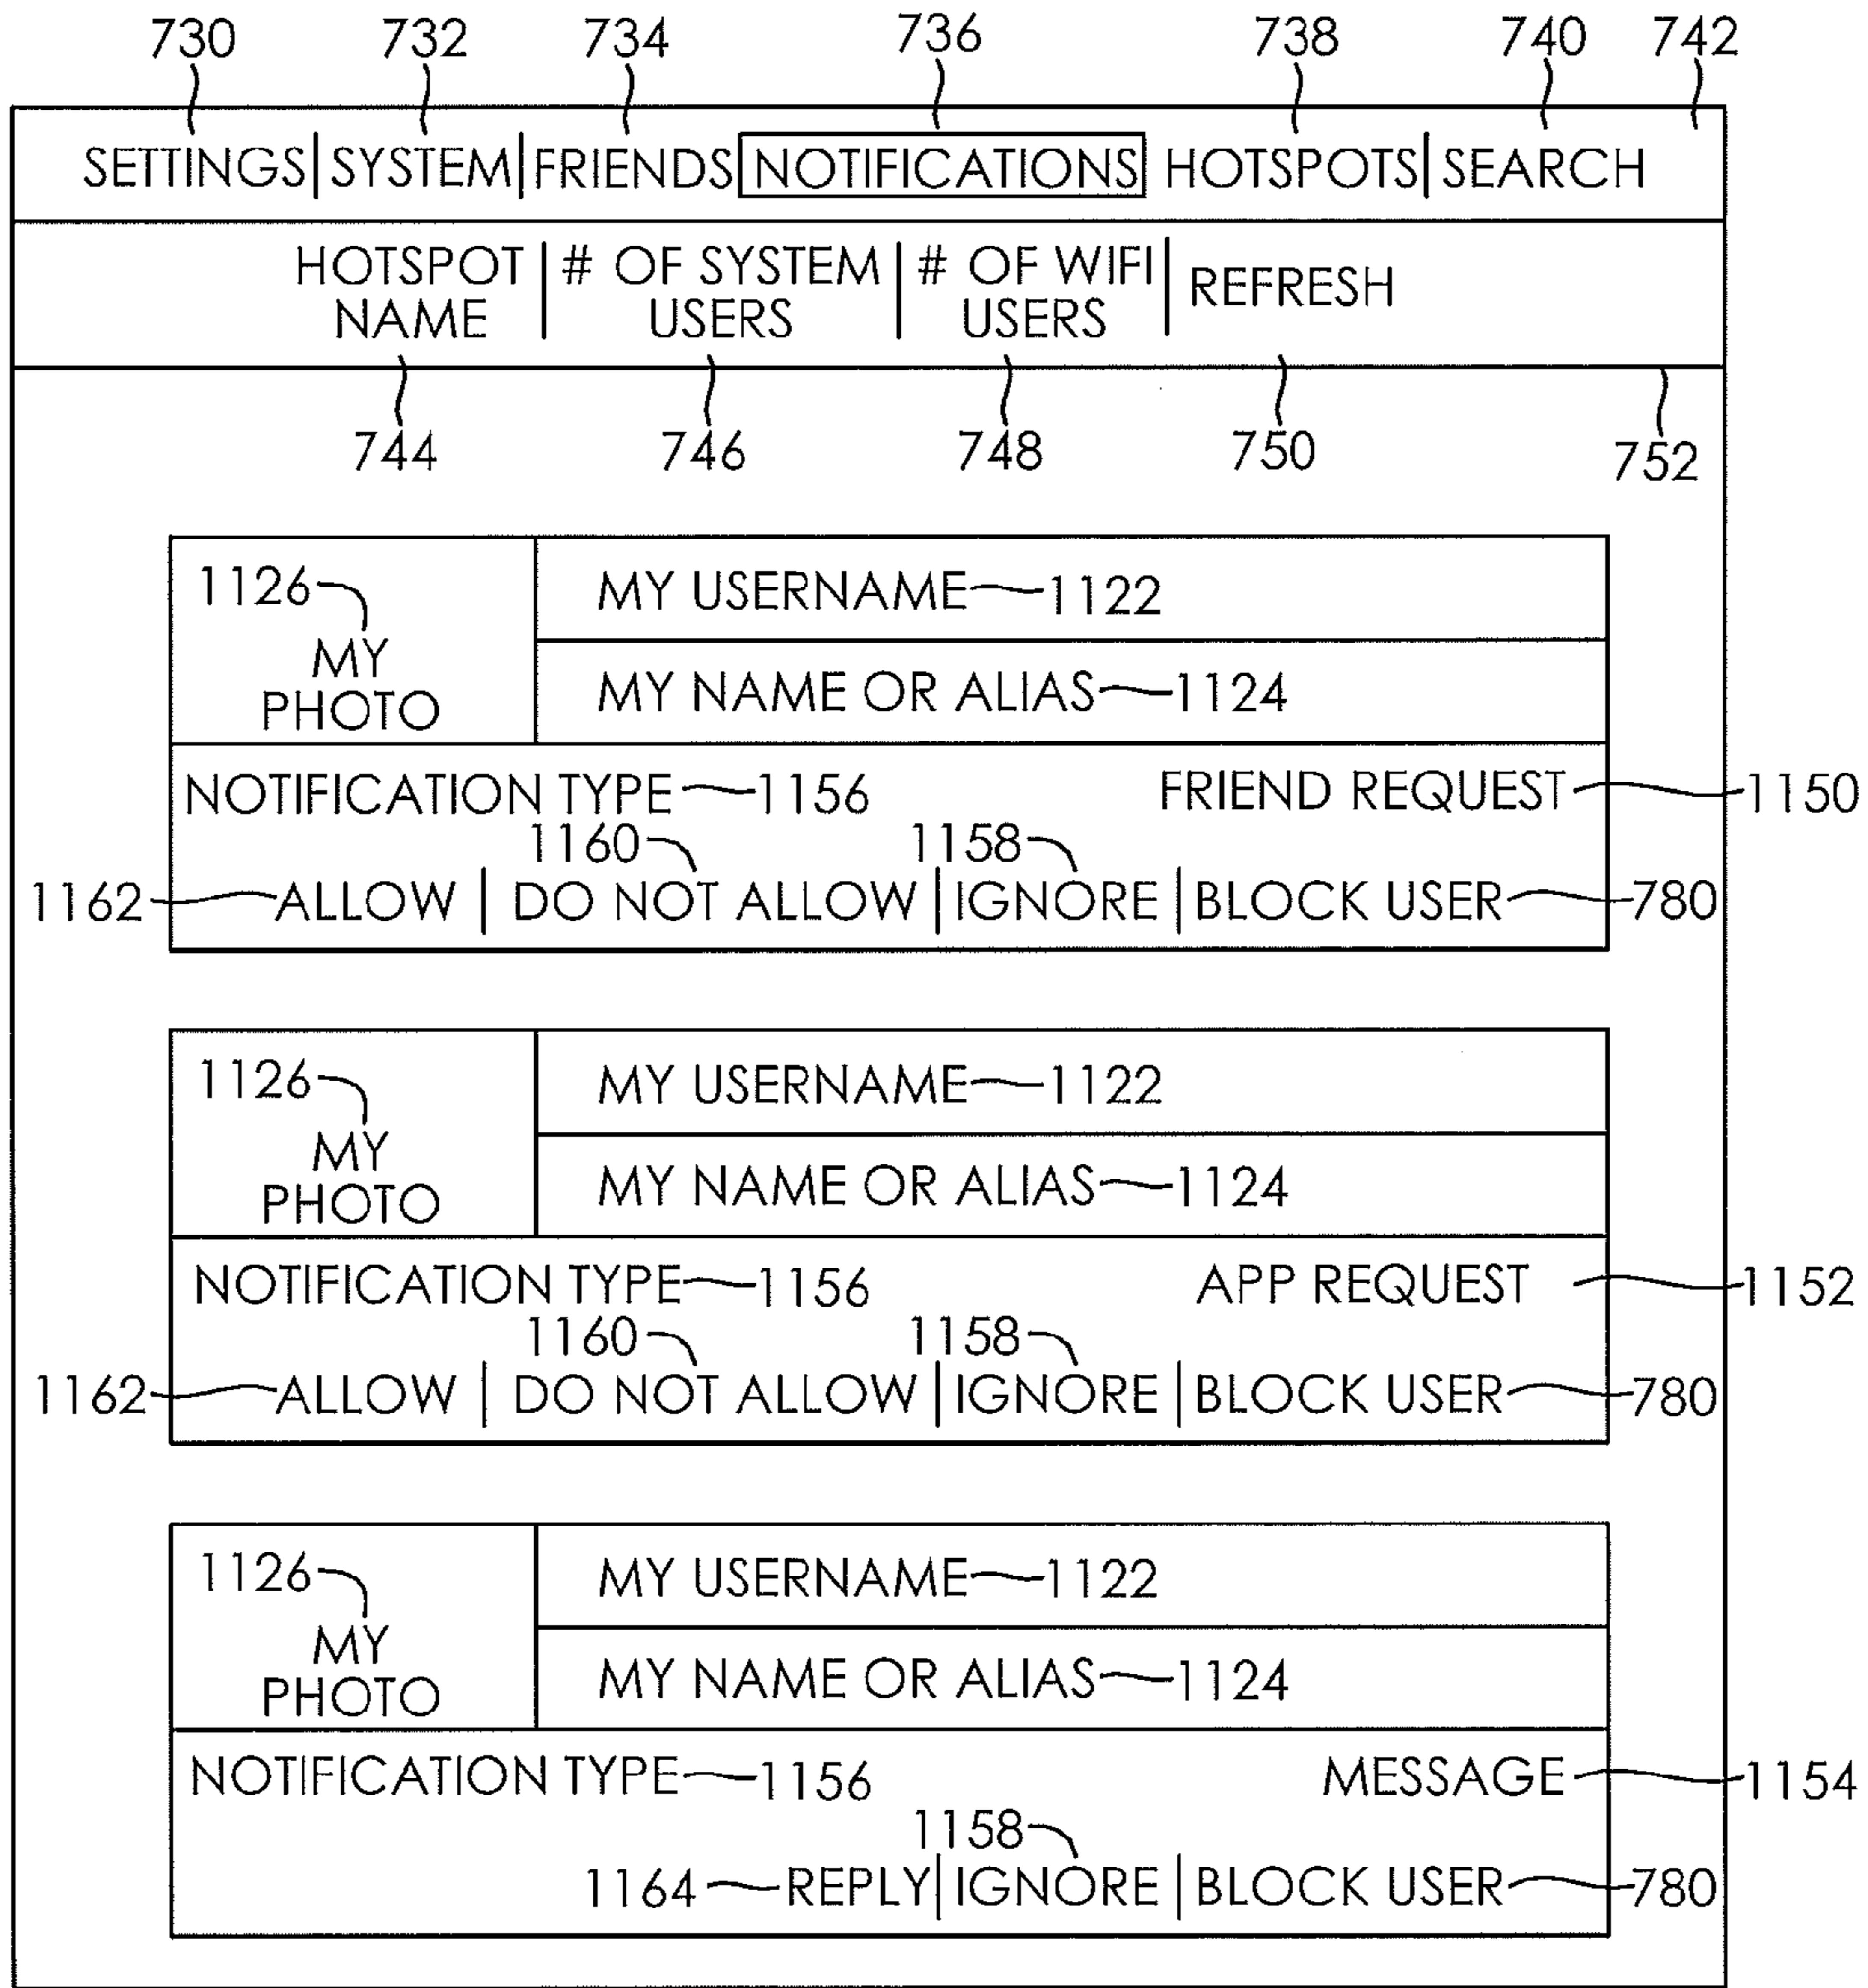 730 732 734 736 738 740 742
SETTINGS | SYSTEM | FRIENDS NOTIFICATIONS HOTSPOTS | SEARCH
HOTSPOT | # OF SYSTEM | # OF WIFI | REFRESH
NAME USERS USERS
744 746 748 750 752
1126 MY USERNAME 1122
MY
PHOTO MY NAME OR ALIAS 1124
NOTIFICATION TYPE 1156 FRIEND REQUEST 1150
1160 1158
1162 ALLOW | DO NOT ALLOW | IGNORE | BLOCK USER 780
1126 MY USERNAME 1122
MY
PHOTO MY NAME OR ALIAS 1124
NOTIFICATION TYPE 1156 APP REQUEST 1152
1160 1158
1162 ALLOW | DO NOT ALLOW | IGNORE | BLOCK USER 780
1126 MY USERNAME 1122
MY
PHOTO MY NAME OR ALIAS 1124
NOTIFICATION TYPE 1156 MESSAGE 1154
1158
1164 REPLY | IGNORE | BLOCK USER 780